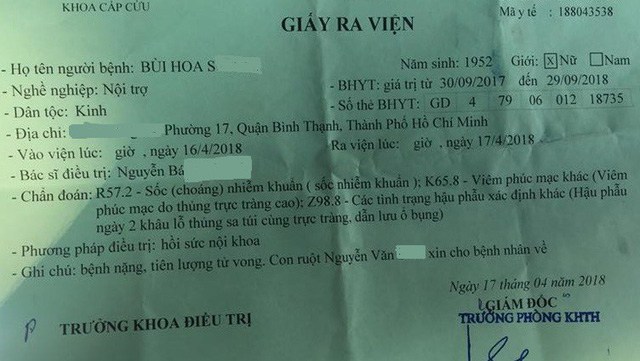 KHOA CẤP CỨU
Mã y tế : 188043538
GIẤY RA VIỆN
- Họ tên người bệnh: BÙI HOA S
Năm sinh: 1952 Giới: X Nữ Nam
- Nghề nghiệp: Nội trợ
- BHYT: giá trị từ 30/09/2017 đến 29/09/2018
- Dân tộc: Kinh
- Số thẻ BHYT: GD 4 79 06 012 18735
- Địa chỉ: Phường 17, Quận Bình Thạnh, Thành Phố Hồ Chí Minh
- Vào viện lúc: giờ , ngày 16/4/2018
Ra viện lúc: giờ, ngày 17/4/2018
- Bác sĩ điều trị: Nguyễn Bá
- Chẩn đoán: R57.2 - Sốc (choáng) nhiễm khuẩn ( sốc nhiễm khuẩn ); K65.8 - Viêm phúc mạc khác (Viêm
phúc mạc do thủng trực tràng cao); Z98.8 - Các tình trạng hậu phẫu xác định khác (Hậu phẫu
ngày 2 khâu lỗ thủng sa túi cùng trực tràng, dẫn lưu ổ bụng)
- Phương pháp điều trị: hồi sức nội khoa
- Ghi chú: bệnh nặng, tiên lượng tử vong. Con ruột Nguyễn Văn xin cho bệnh nhân về
Ngày 17 tháng 04 năm 2018
GIÁM ĐỐC
TRƯỞNG KHOA ĐIỀU TRỊ
TRƯỞNG PHÒNG KHTH